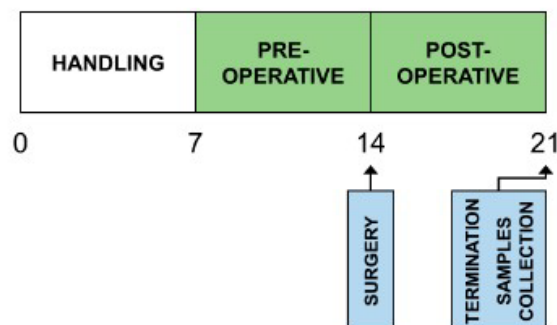 HANDLING
PRE-
OPERATIVE
POST-
OPERATIVE
0 7 14 21
SURGERY
TERMINATION
SAMPLES
COLLECTION